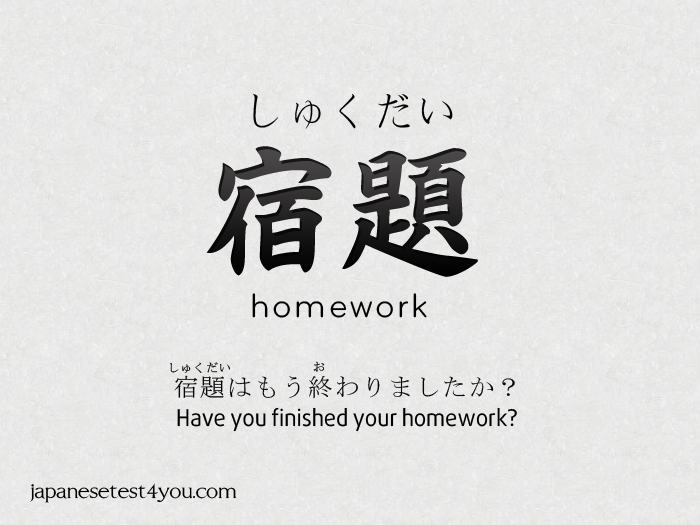 しゅくだい
宿題
homework
しゅくだい お
宿題はもう終わりましたか？
Have you finished your homework?
japanesetest4you.com